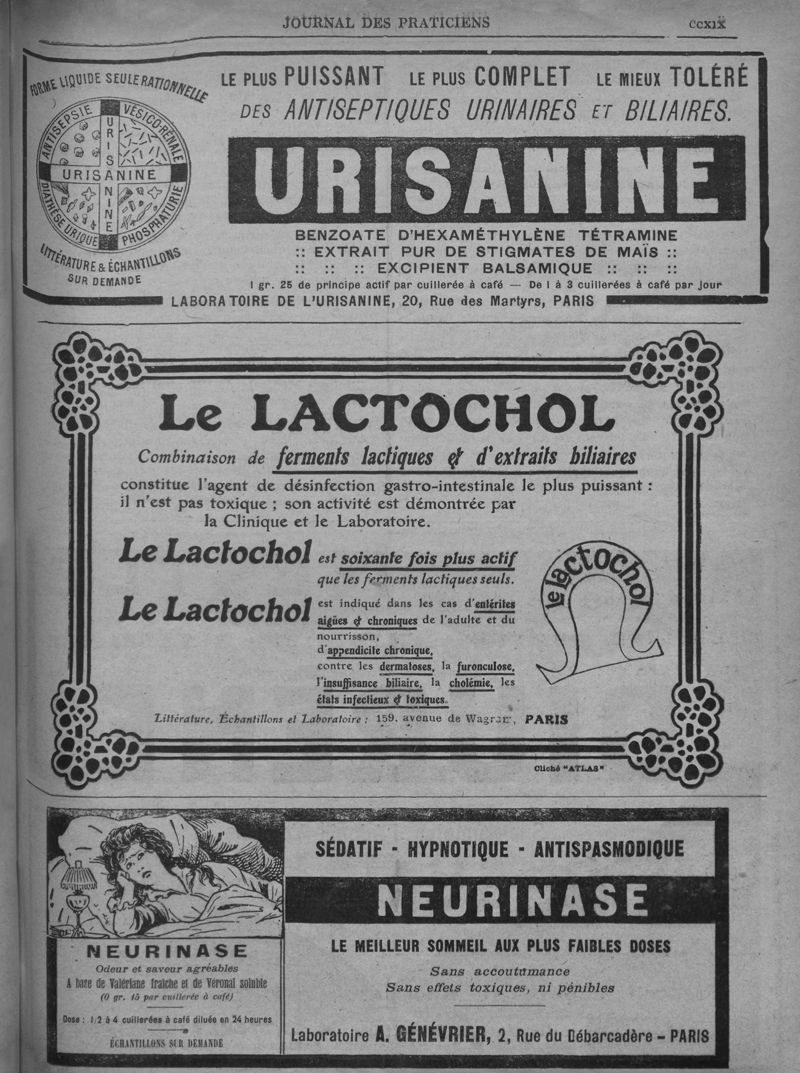 JOURNAL DES PRATICIENS
CCXIX
FORME LIQUIDE SEULE RATIONNELLE
ANTISEPSIE VÉSICO-RÉNALE
DIATHÈSE URIQUE PHOSPHATURIE
URISANINE
URISANINE
LITTÉRATURE & ÉCHANTILLONS
SUR DEMANDE
LE PLUS PUISSANT LE PLUS COMPLET LE MIEUX TOLÉRÉ
DES ANTISEPTIQUES URINAIRES ET BILIAIRES.
URISANINE
BENZOATE D'HEXAMÉTHYLÈNE TÉTRAMINE
:: EXTRAIT PUR DE STIGMATES DE MAÏS ::
:: :: :: EXCIPIENT BALSAMIQUE :: :: ::
1 gr. 25 de principe actif par cuillerée à café — De 1 à 3 cuillerées à café par jour
LABORATOIRE DE L'URISANINE, 20, Rue des Martyrs, PARIS
Le LACTOCHOL
Combinaison de ferments lactiques & d'extraits biliaires
constitue l'agent de désinfection gastro-intestinale le plus puissant :
il n'est pas toxique ; son activité est démontrée par
la Clinique et le Laboratoire.
Le Lactochol est soixante fois plus actif
que les ferments lactiques seuls.
Le Lactochol est indiqué dans les cas d'entérites
aigües & chroniques de l'adulte et du
nourrisson,
d'appendicite chronique,
contre les dermatoses, la furonculose,
l'insuffisance biliaire, la cholémie, les
états infectieux & toxiques.
le lactochol
Littérature, Échantillons et Laboratoire : 159, avenue de Wagram, PARIS
Cliché "ATLAS"
NEURINASE
Odeur et saveur agréables
A base de Valériane fraîche et de Véronal soluble
(0 gr. 15 par cuillerée à café)
Dose : 1/2 à 4 cuillerées à café diluée en 24 heures
ÉCHANTILLONS SUR DEMANDE
SÉDATIF - HYPNOTIQUE - ANTISPASMODIQUE
NEURINASE
LE MEILLEUR SOMMEIL AUX PLUS FAIBLES DOSES
Sans accoutumance
Sans effets toxiques, ni pénibles
Laboratoire A. GÉNÉVRIER, 2, Rue du Débarcadère - PARIS